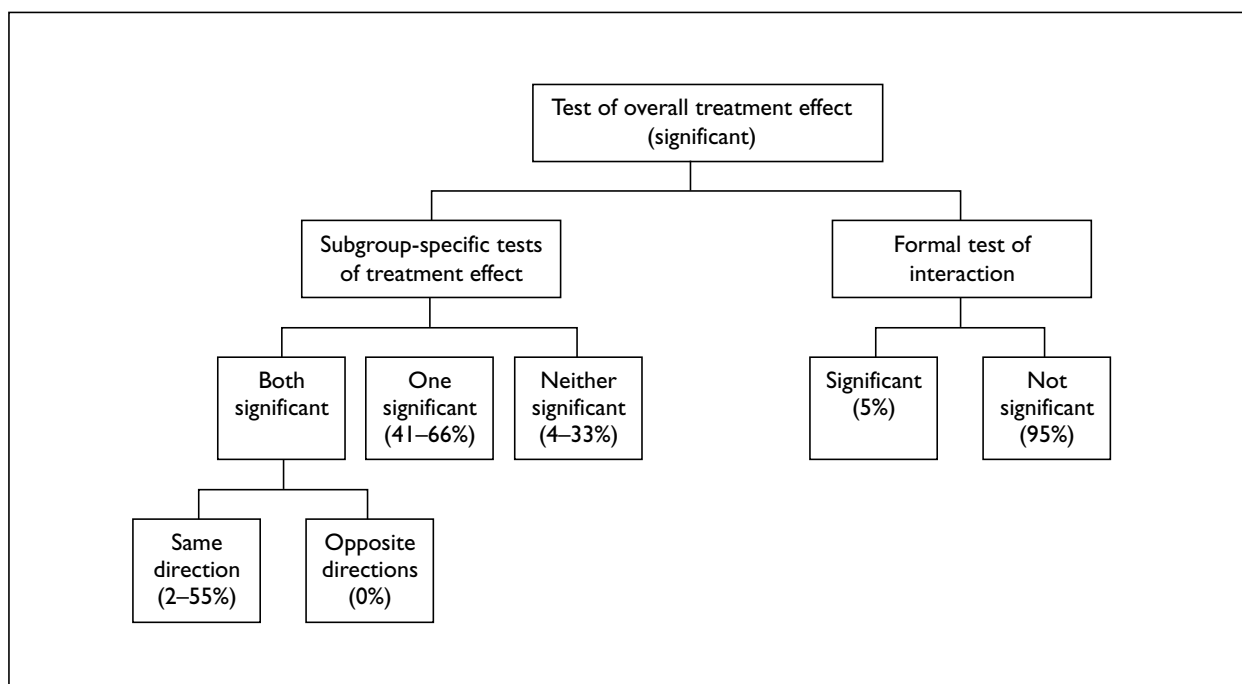 Test of overall treatment effect
(significant)
Subgroup-specific tests
of treatment effect
Formal test of
interaction
Both
significant
One
significant
(41–66%)
Neither
significant
(4–33%)
Significant
(5%)
Not
significant
(95%)
Same
direction
(2–55%)
Opposite
directions
(0%)